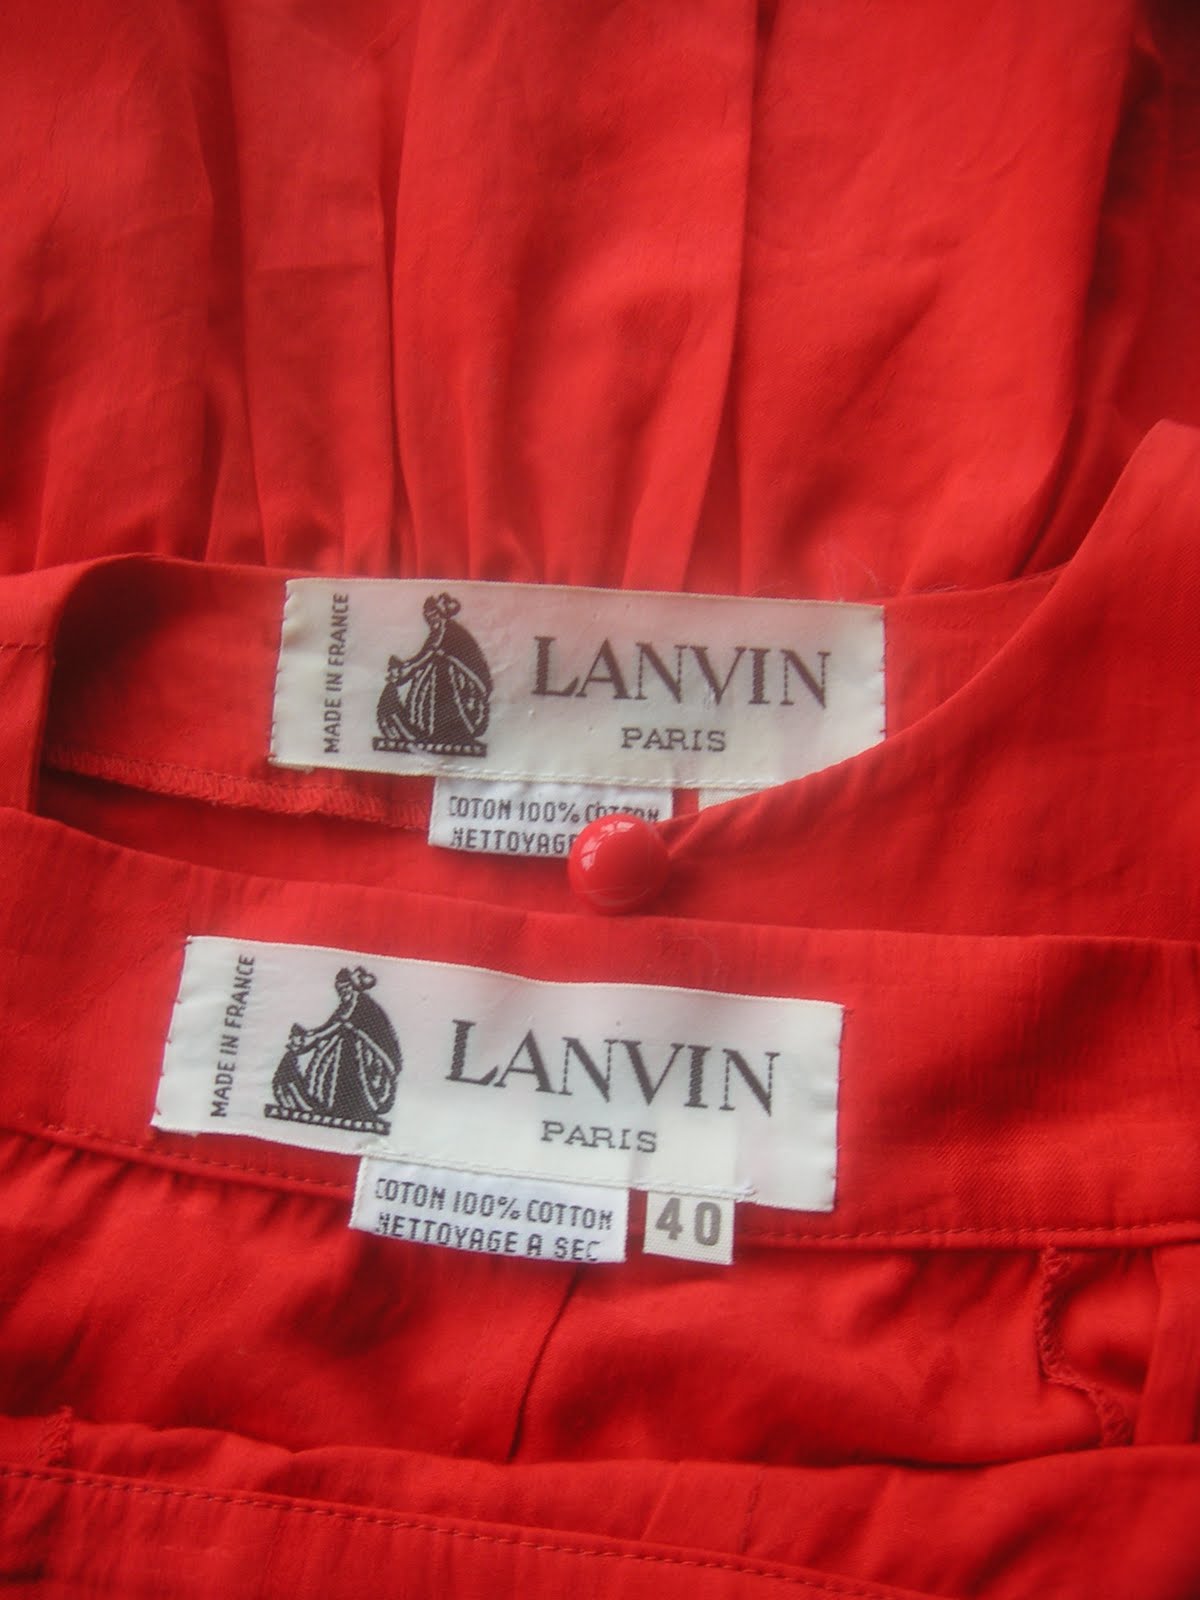 MADE IN FRANCE
LANVIN
PARIS
COTON 100% COTTON
NETTOYAGE
MADE IN FRANCE
LANVIN
PARIS
COTON 100% COTTON
NETTOYAGE A SEC
40